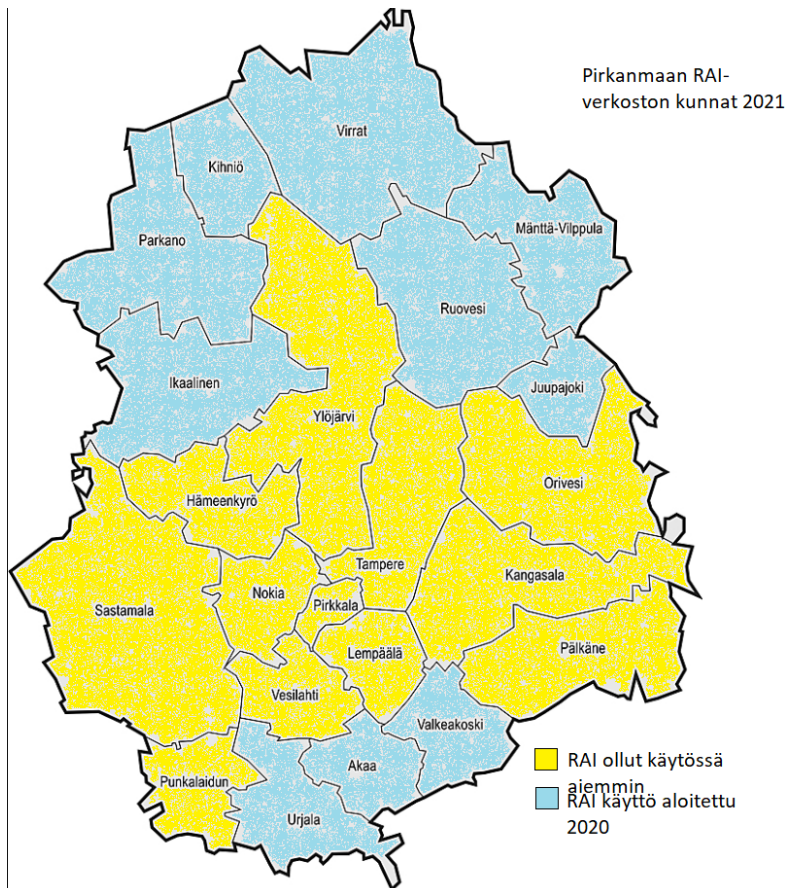 Pirkanmaan RAI-
verkoston kunnat 2021
Virrat
Kihniö
Mänttä-Vilppula
Parkano
Ruovesi
Ikaalinen
Juupajoki
Ylöjärvi
Orivesi
Hämeenkyrö
Tampere
Kangasala
Nokia
Pirkkala
Sastamala
Lempäälä
Pälkäne
Vesilahti
Valkeakoski
Akaa
Punkalaidun
Urjala
RAI ollut käytössä
aiemmin
RAI käyttö aloitettu
2020